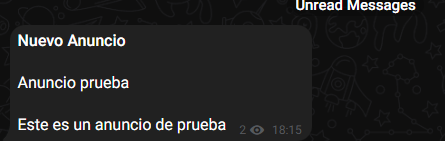 Unread Messages
Nuevo Anuncio
Anuncio prueba
Este es un anuncio de prueba 2 18:15